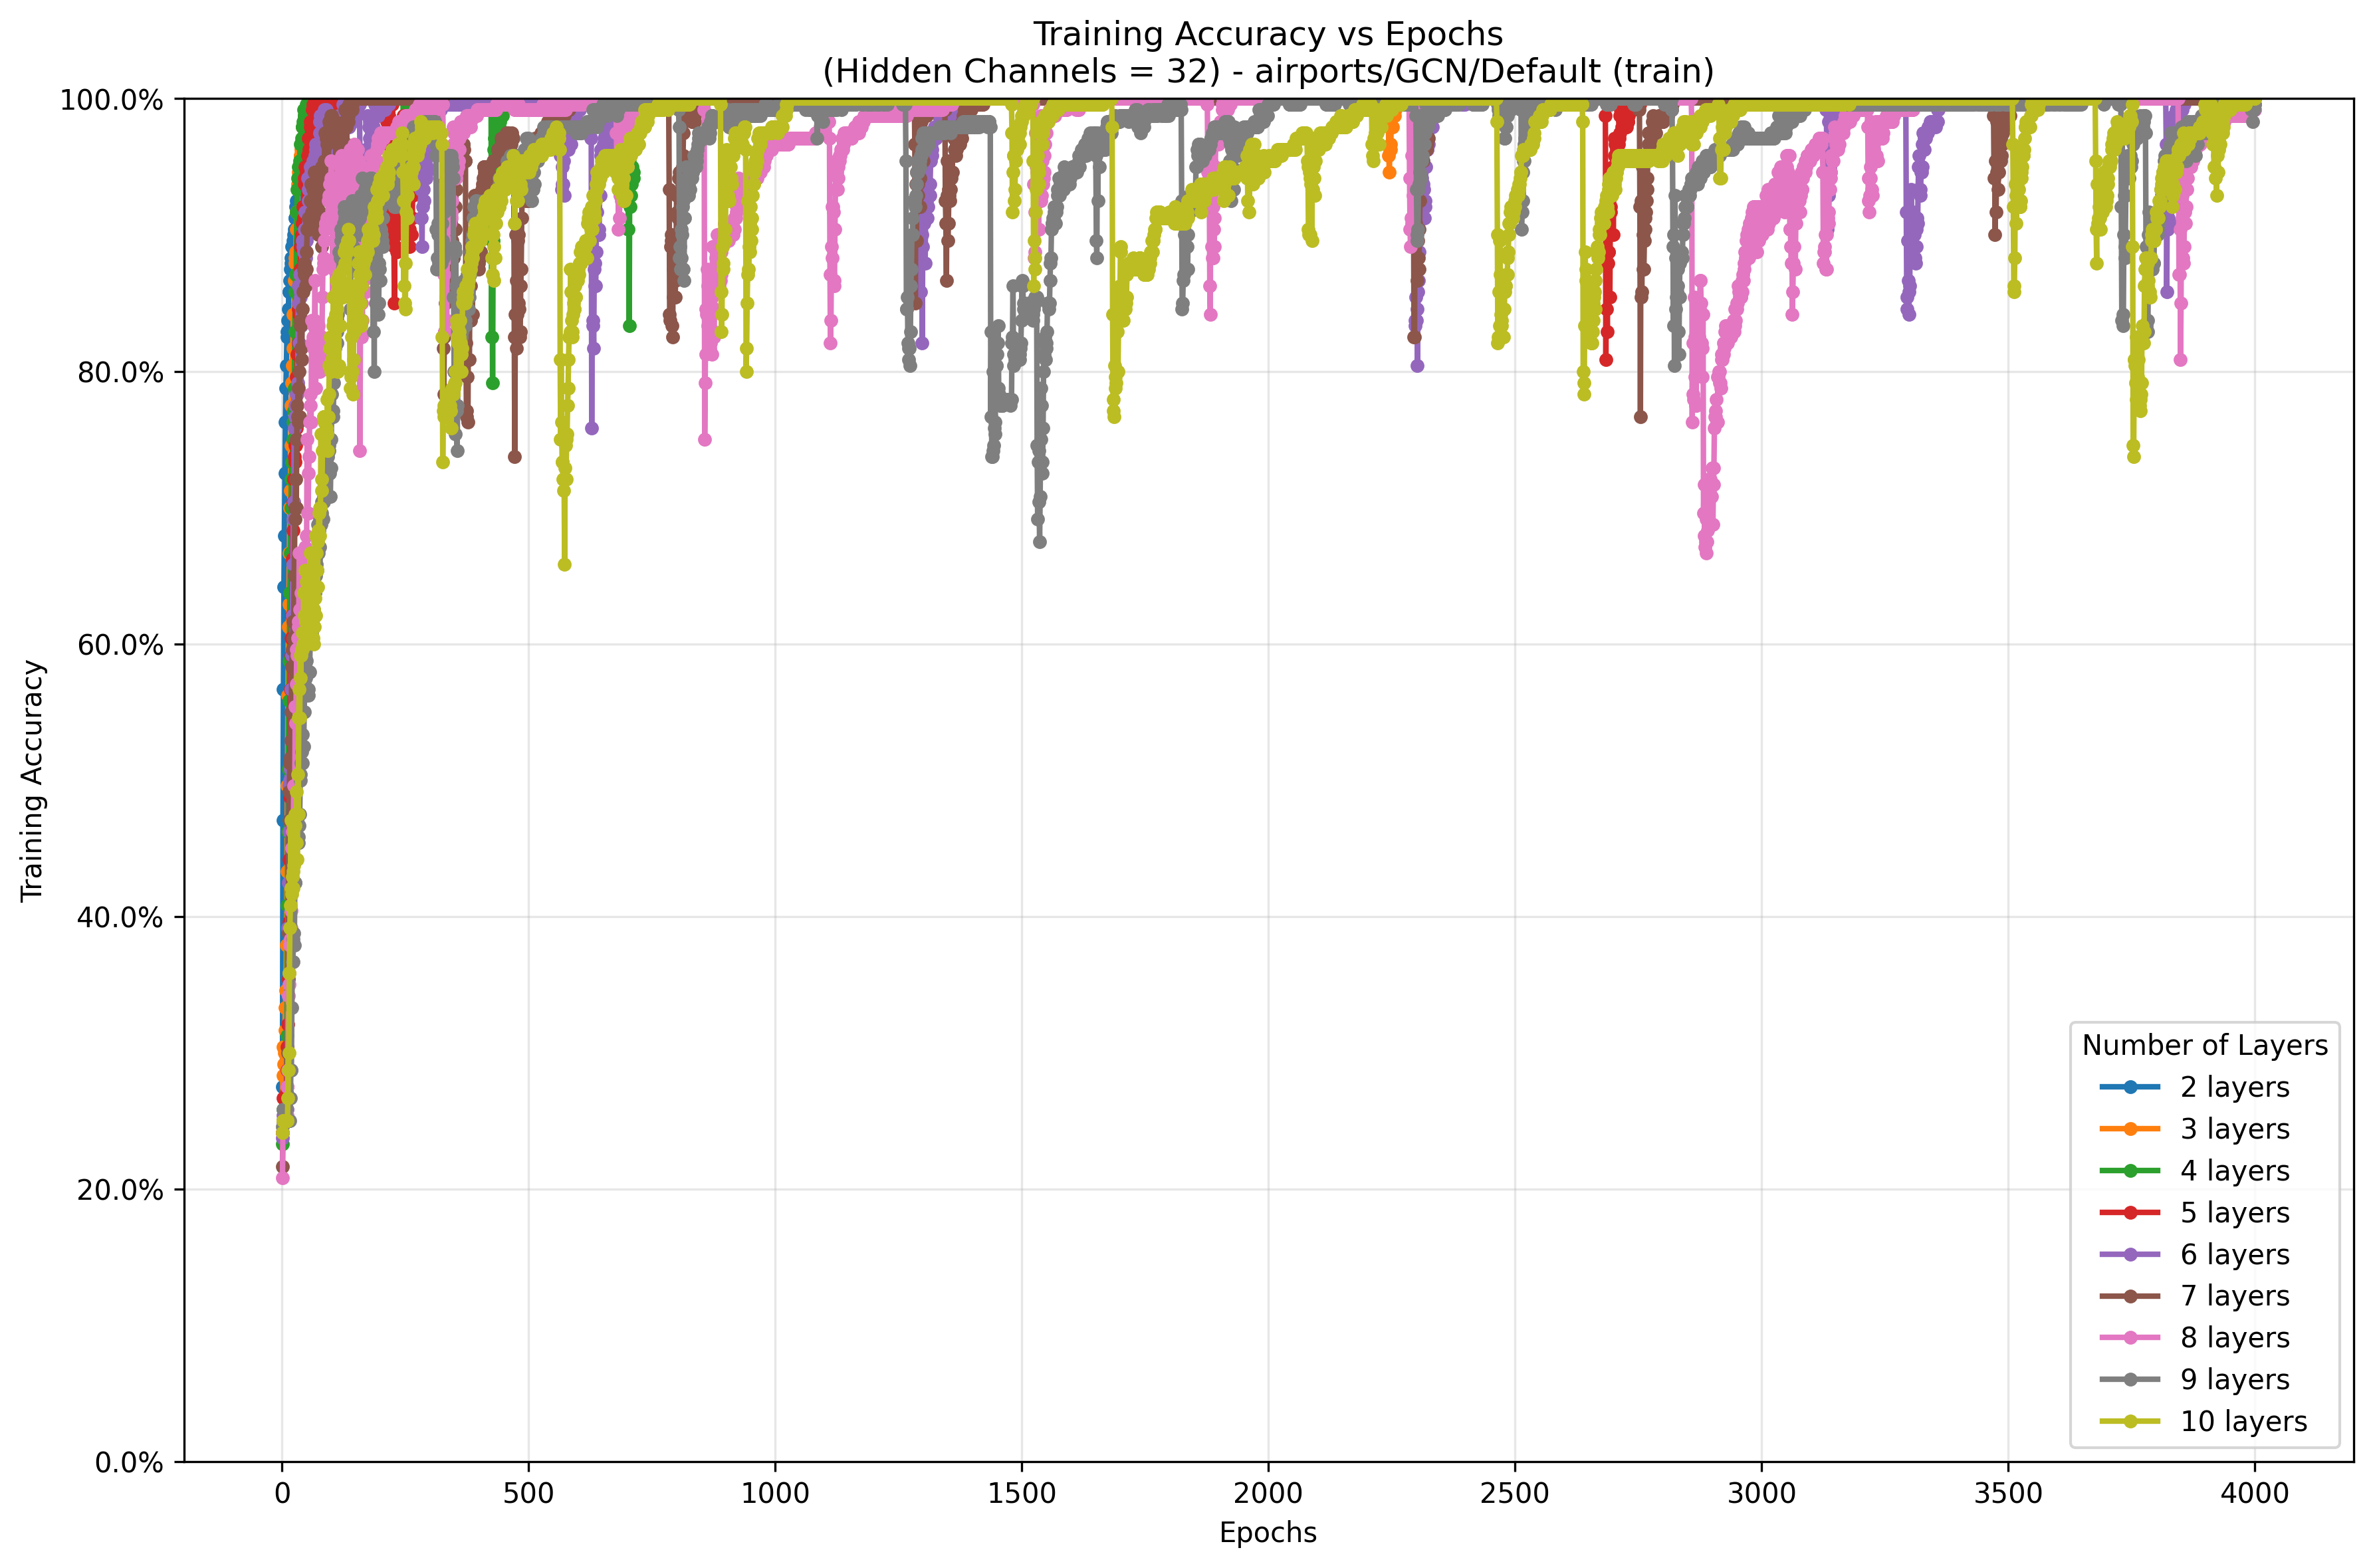 Training Accuracy vs Epochs
(Hidden Channels = 32) - airports/GCN/Default (train)
Training Accuracy
100.0%
80.0%
60.0%
40.0%
20.0%
0.0%
0 500 1000 1500 2000 2500 3000 3500 4000
Epochs
Number of Layers
2 layers
3 layers
4 layers
5 layers
6 layers
7 layers
8 layers
9 layers
10 layers